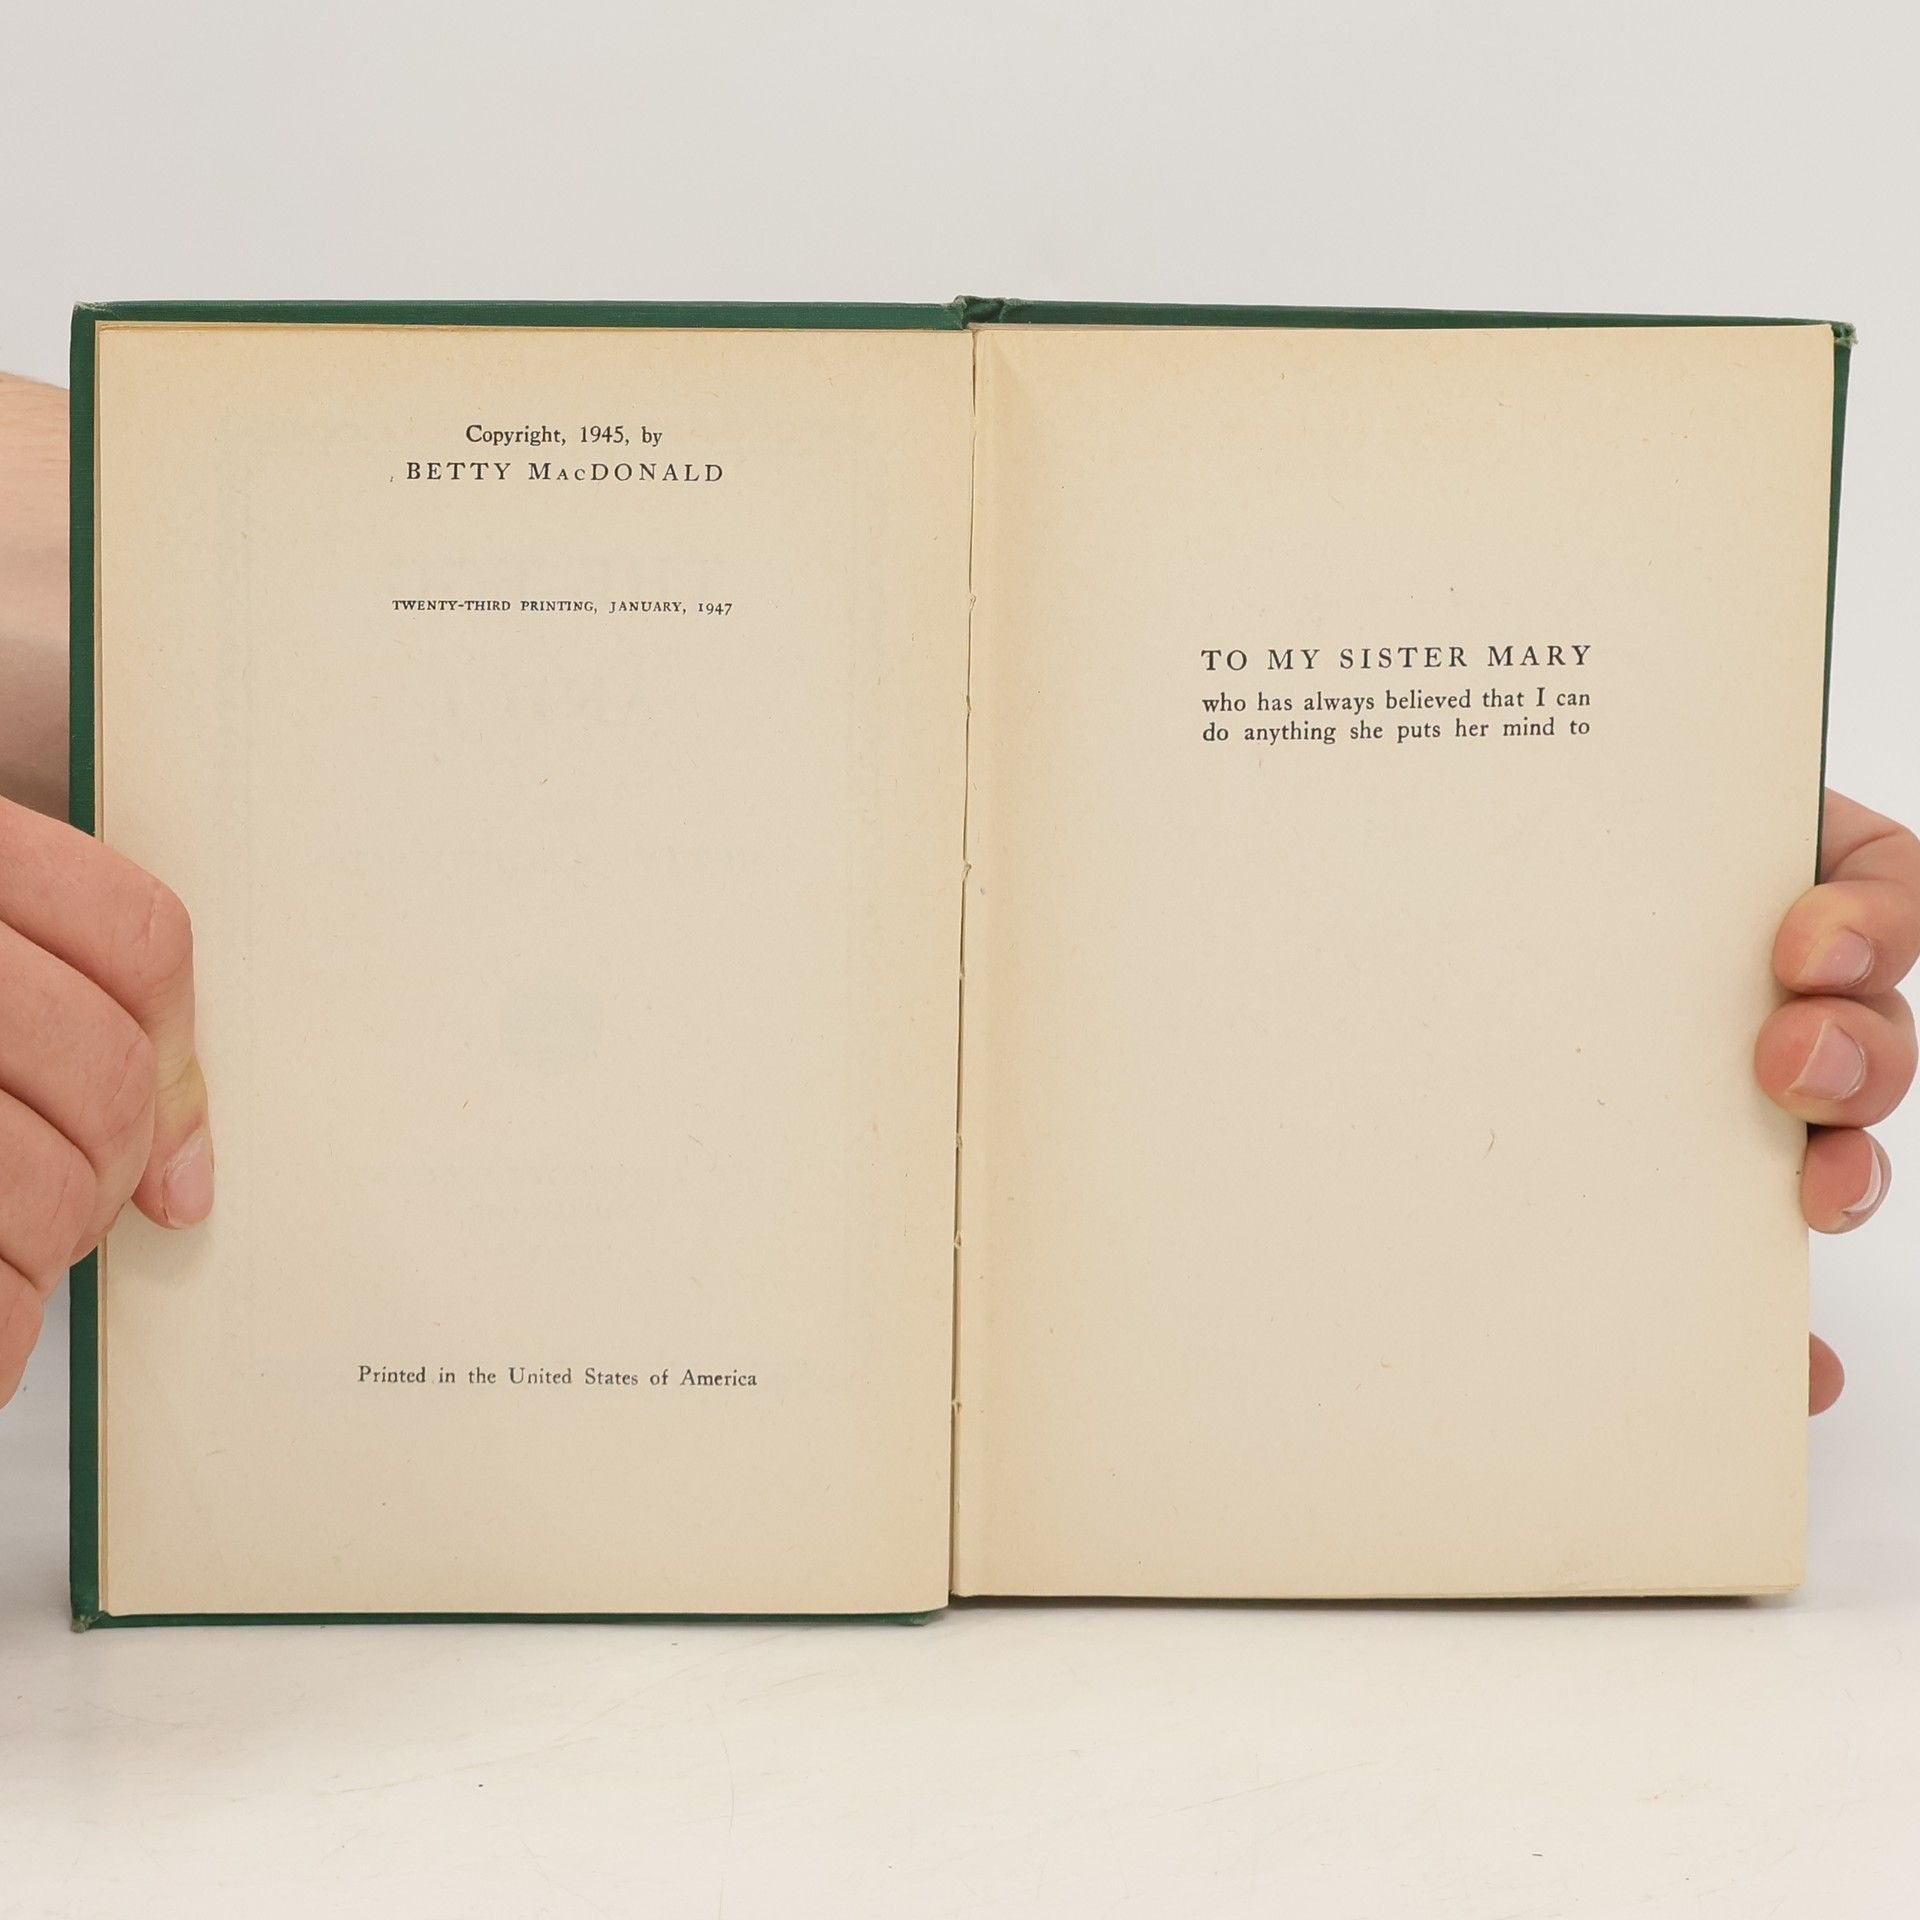 Copyright, 1945, by
BETTY MacDONALD
TWENTY-THIRD PRINTING, JANUARY, 1947
Printed in the United States of America
TO MY SISTER MARY
who has always believed that I can
do anything she puts her mind to